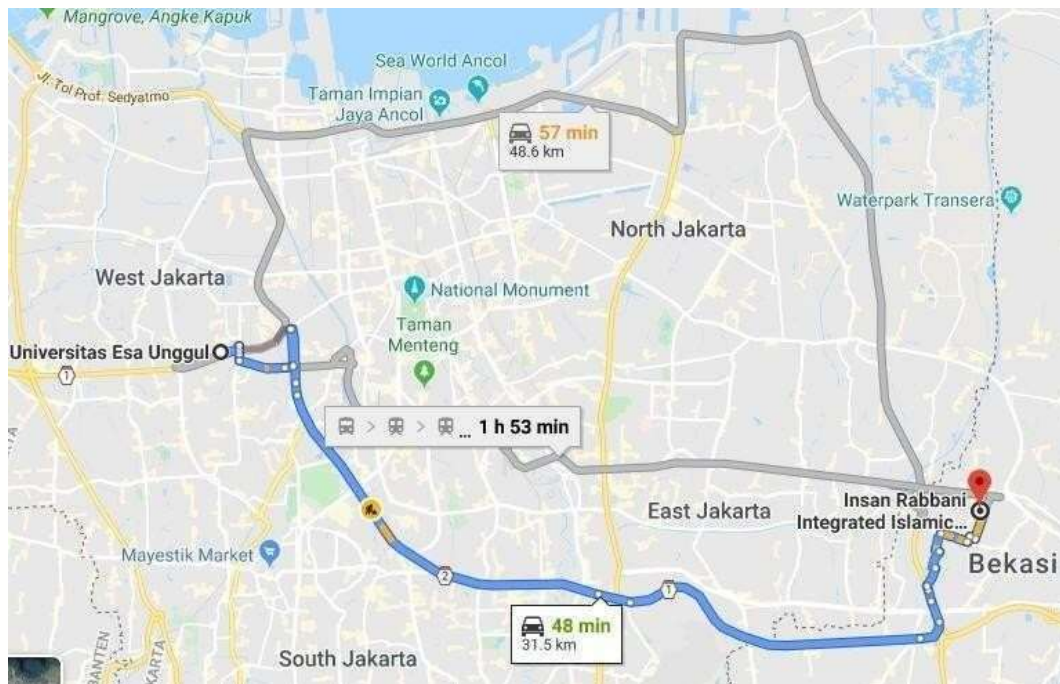 Mangrove, Angke Kapuk
Jl. Tol Prof. Sedyatmo
Sea World Ancol
Taman Impian
Jaya Ancol
57 min
48.6 km
Waterpark Transera
North Jakarta
West Jakarta
National Monument
Universitas Esa Unggul
Taman
Menteng
1
1 h 53 min
...
Insan Rabbani
Integrated Islamic...
East Jakarta
Bekasi
Mayestik Market
2
1
48 min
31.5 km
South Jakarta
BANTEN
KARTA